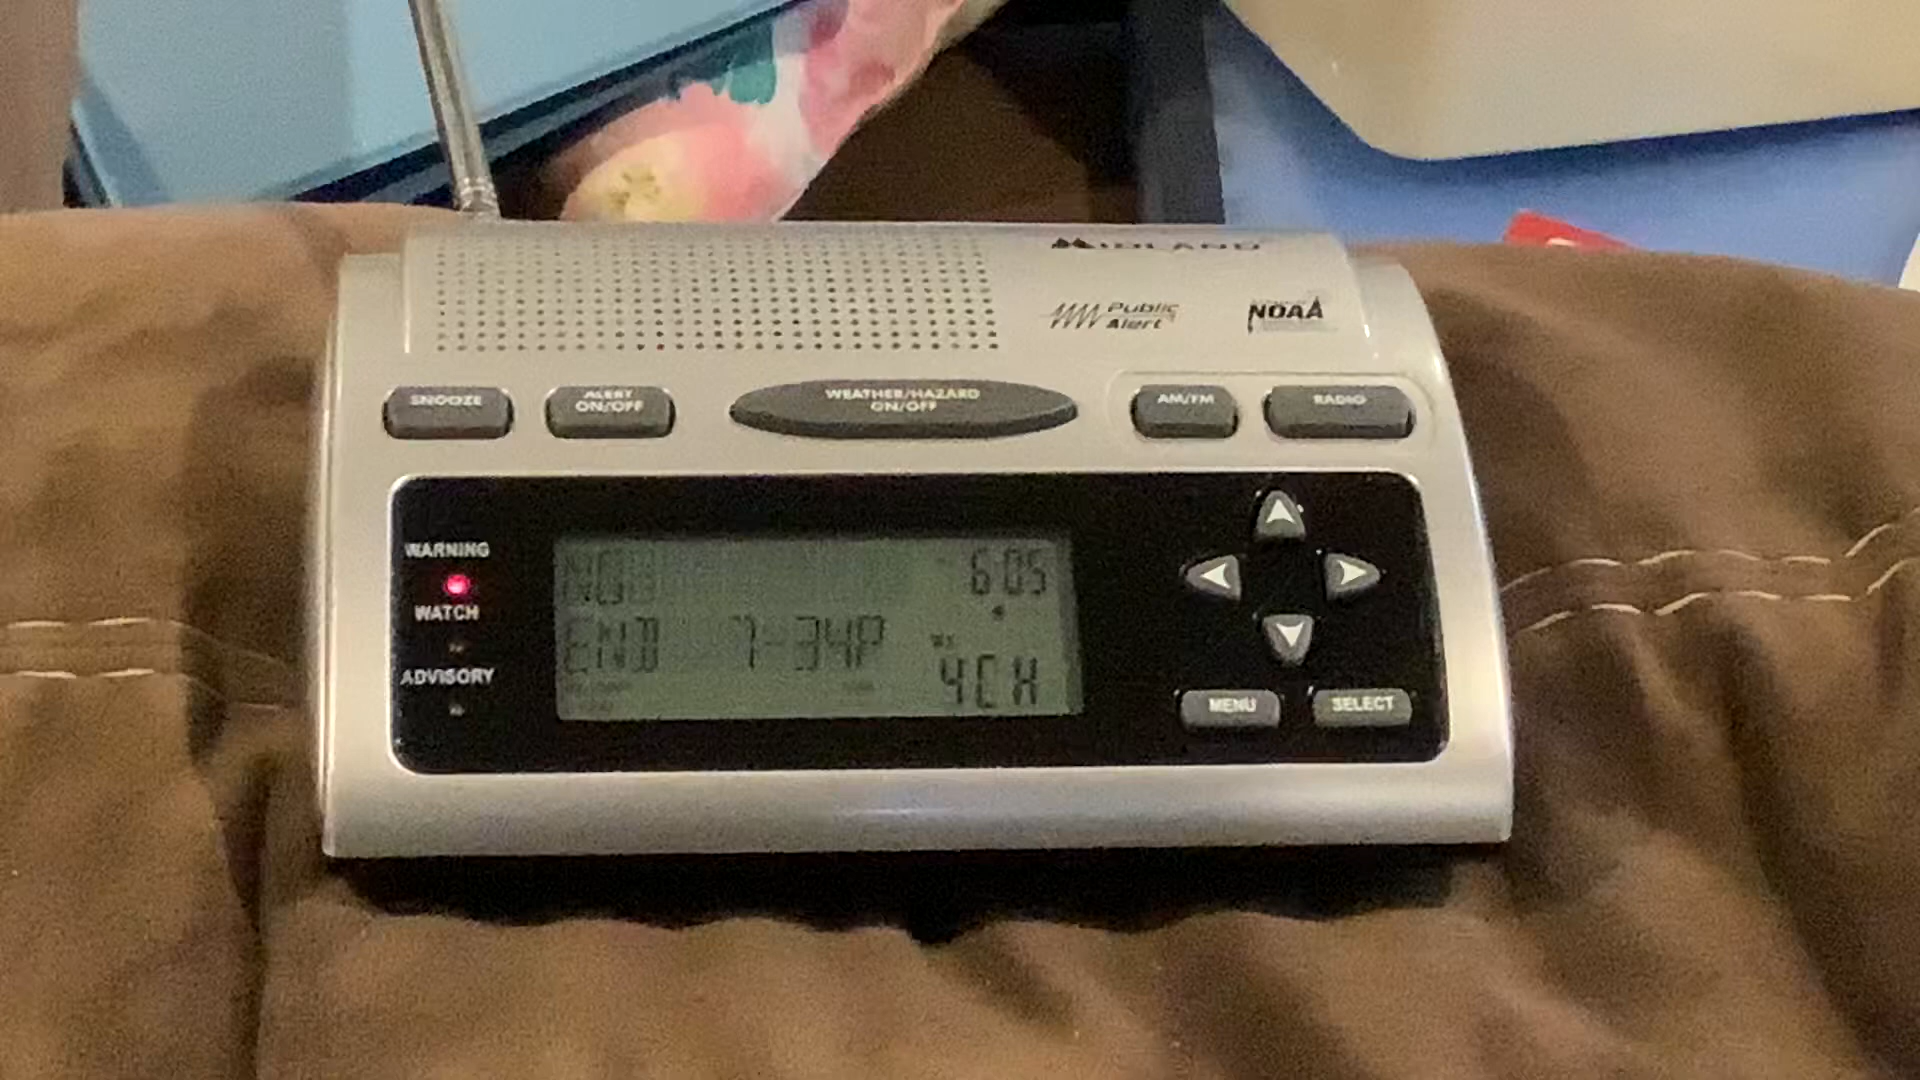 MIDLAND
Public
Alert
NOAA
SNOOZE
ALERT
ON/OFF
WEATHER/HAZARD
ON/OFF
AM/FM
RADIO
WARNING
WATCH
ADVISORY
6:05
END 7-34P
4CH
MENU
SELECT